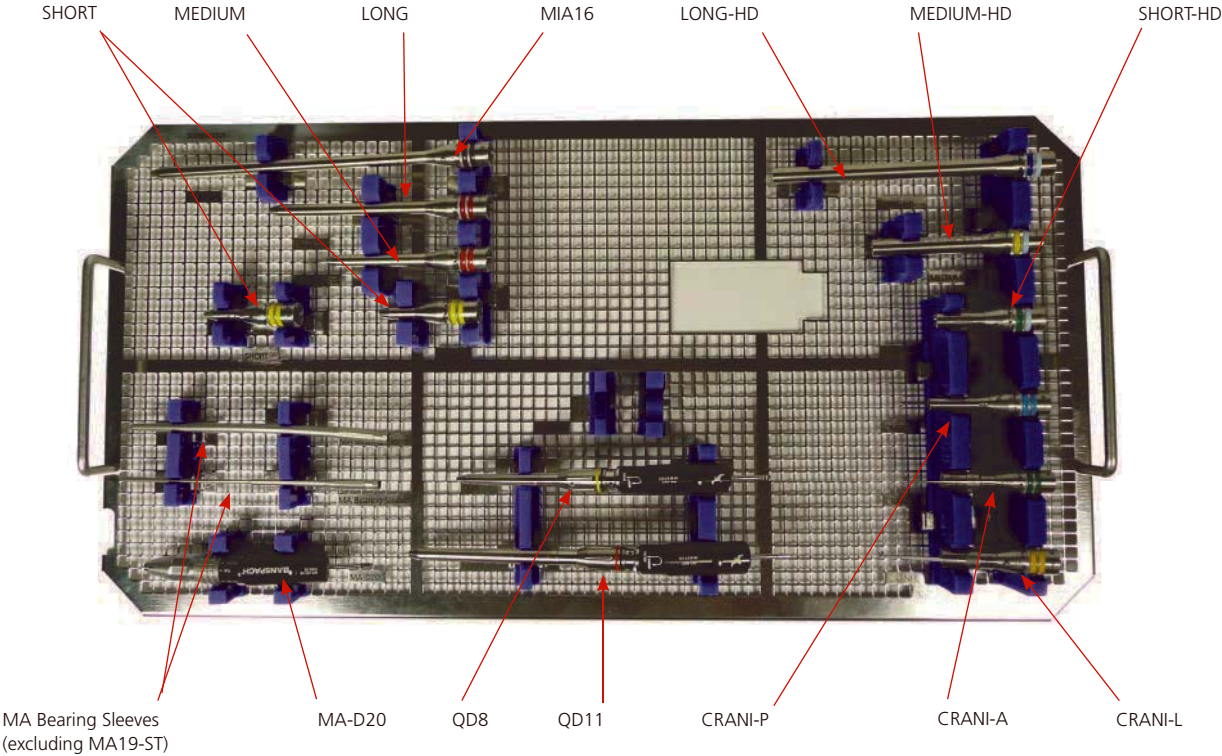 SHORT
MEDIUM
LONG
MIA16
LONG-HD
MEDIUM-HD
SHORT-HD
SHORT
MA Bearing Sleeves
MA Bearing Sleeves
(excluding MA19-ST)
MA-D20
QD8
QD11
CRANI-P
CRANI-A
CRANI-L